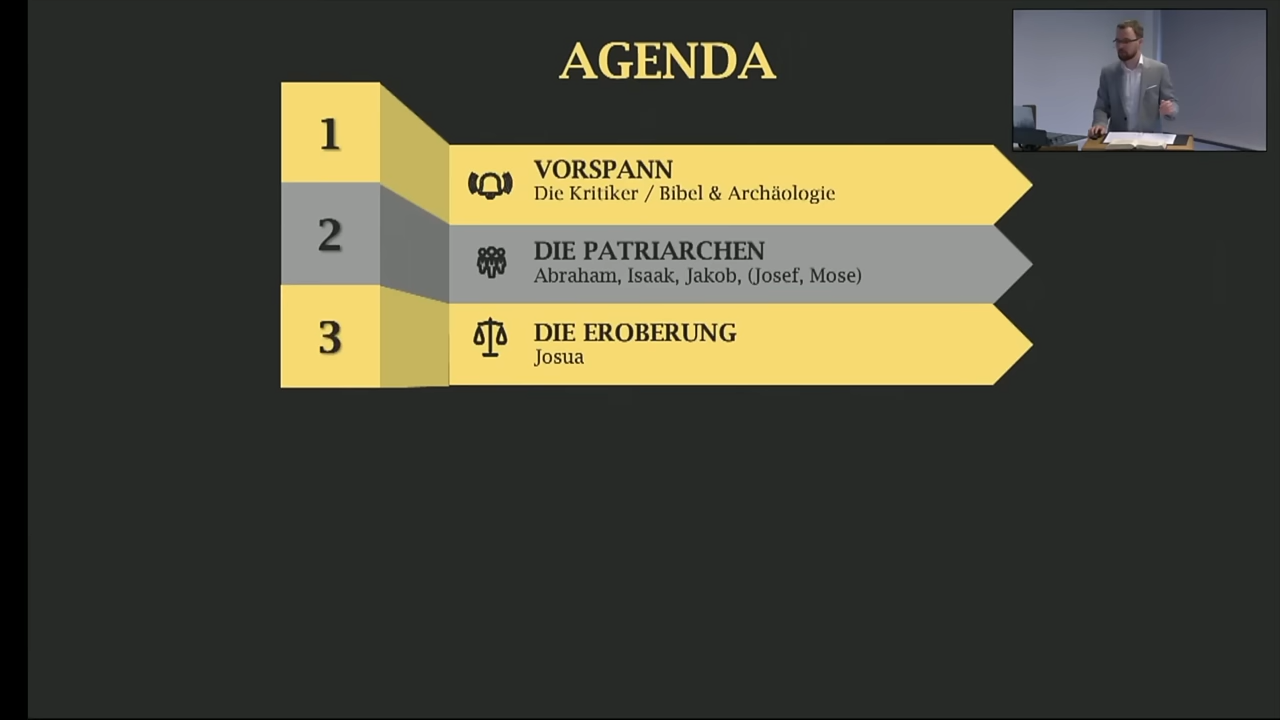 AGENDA
1
VORSPANN
Die Kritiker / Bibel & Archäologie
2
DIE PATRIARCHEN
Abraham, Isaak, Jakob, (Josef, Mose)
3
DIE EROBERUNG
Josua